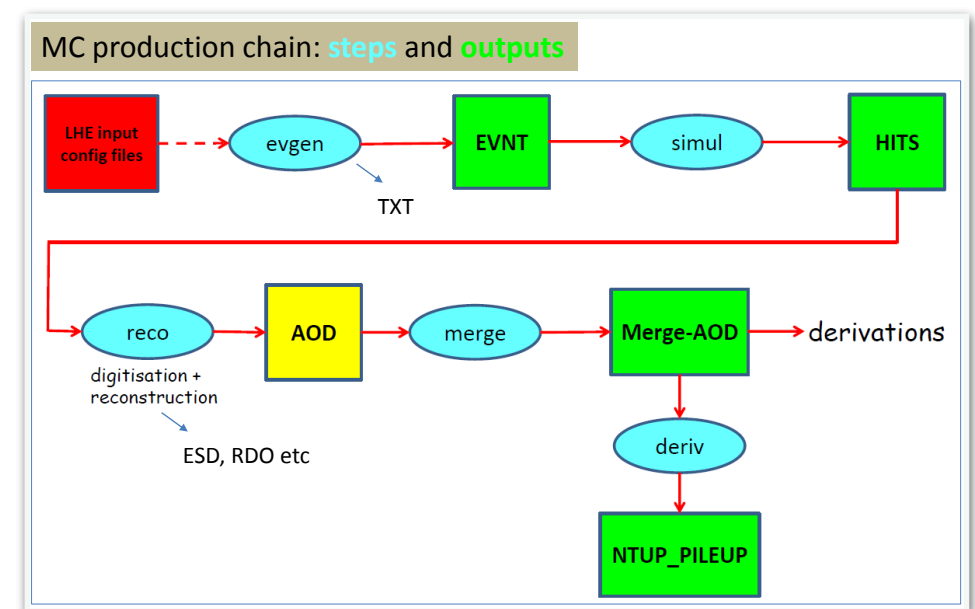 MC production chain: steps and outputs
LHE input
config files
evgen
EVNT
simul
HITS
TXT
reco
AOD
merge
Merge-AOD
derivations
digitisation +
reconstruction
ESD, RDO etc
deriv
NTUP_PILEUP